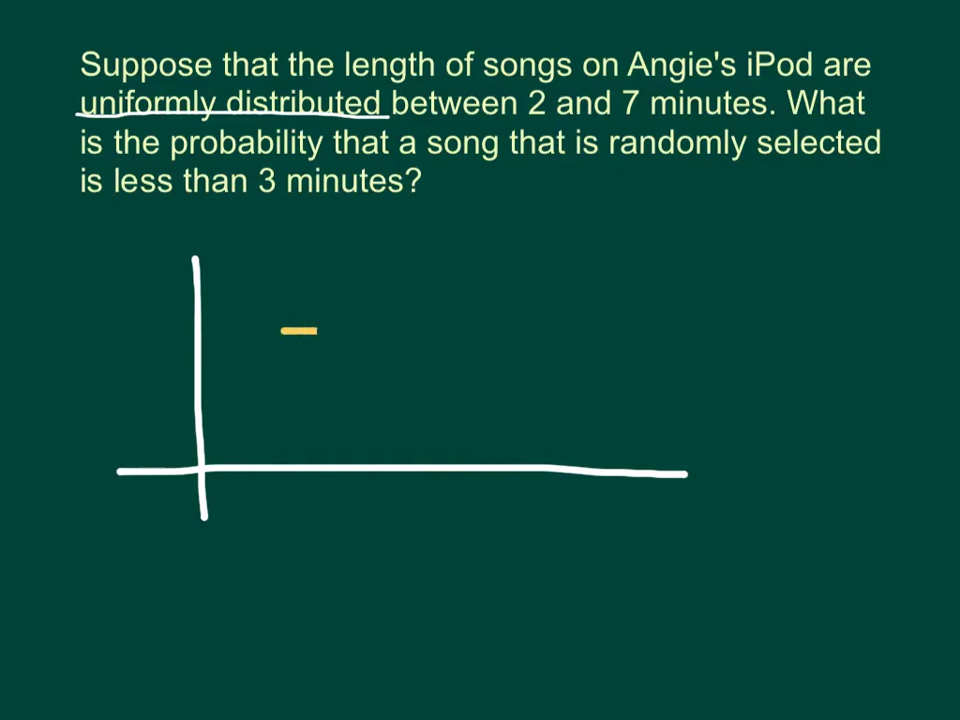 Suppose that the length of songs on Angie's iPod are
uniformly distributed between 2 and 7 minutes. What
is the probability that a song that is randomly selected
is less than 3 minutes?